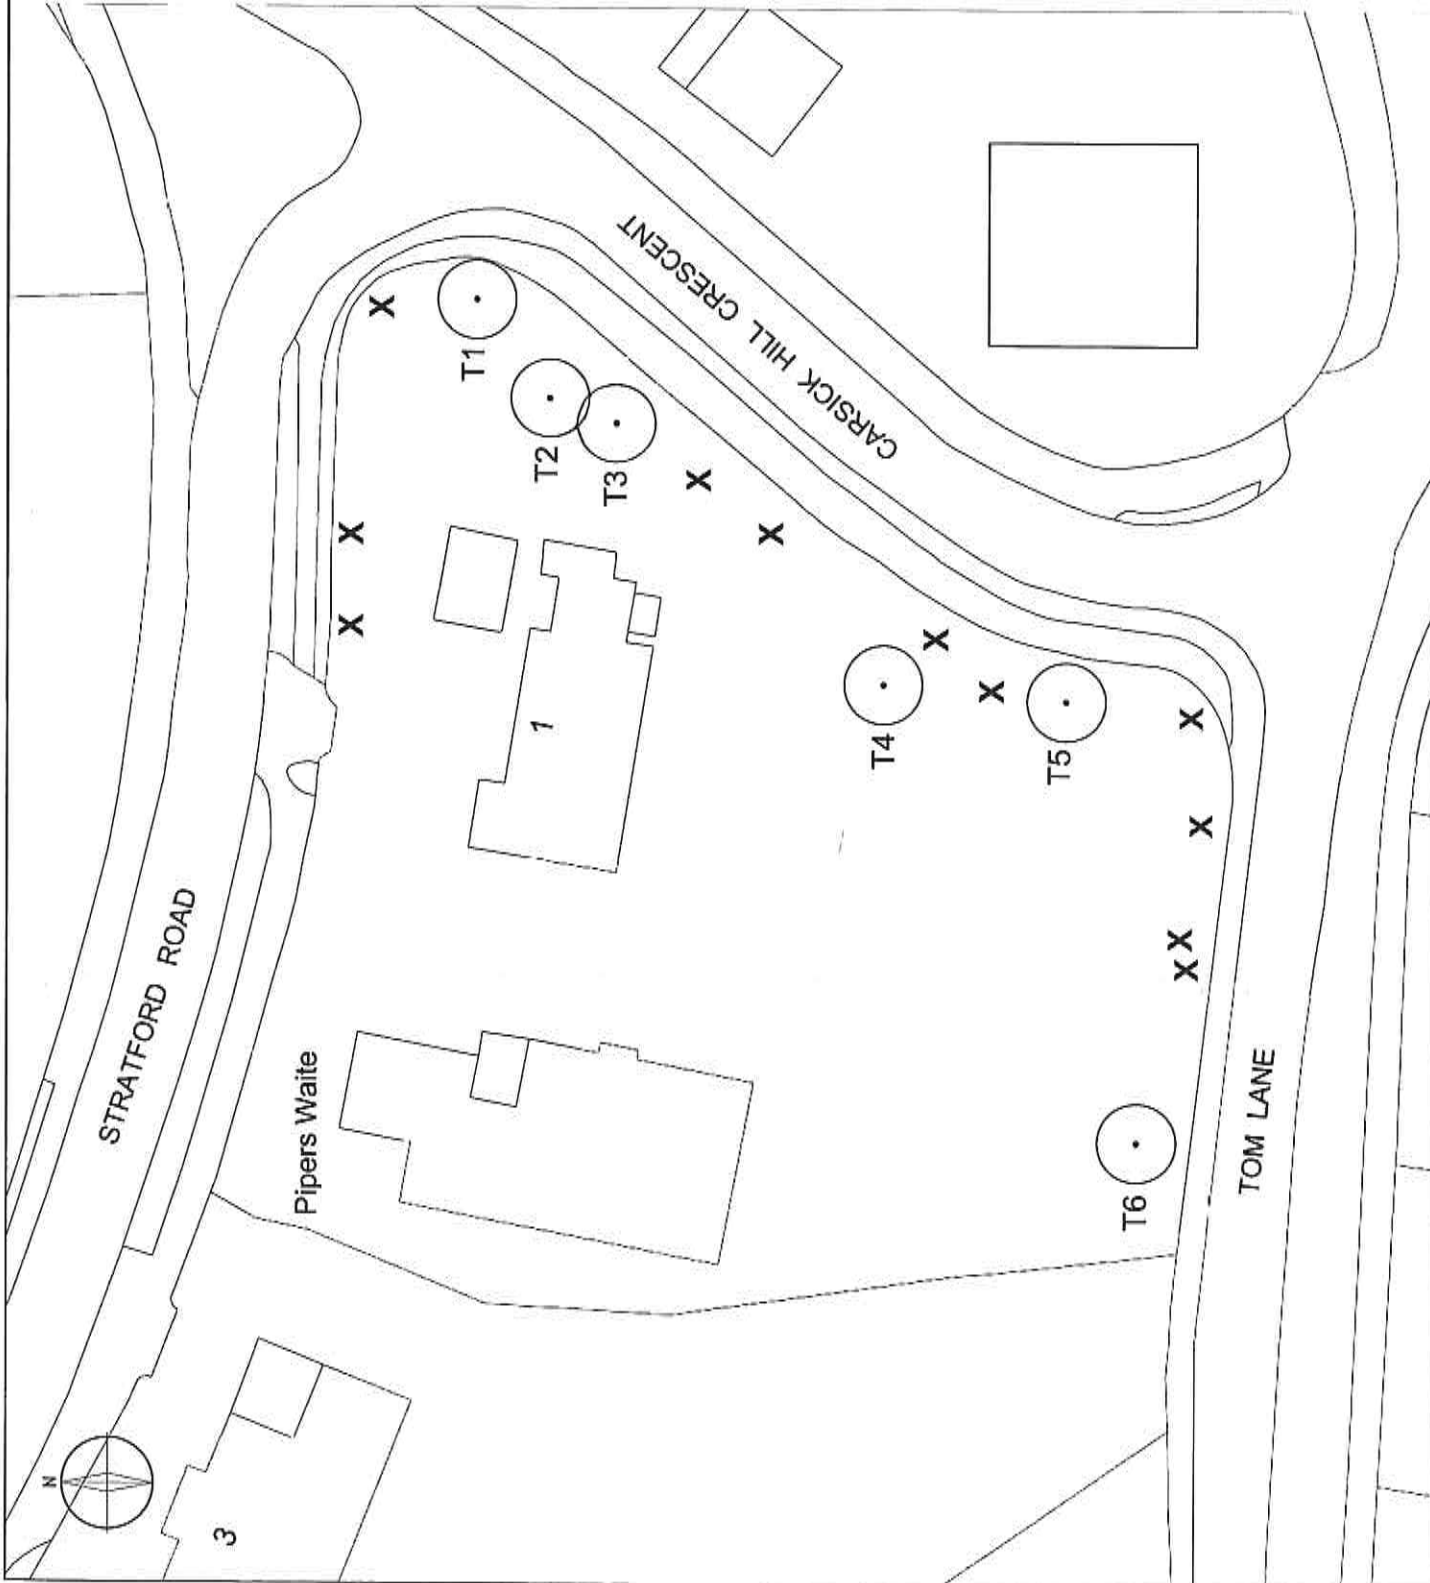 N
3
STRATFORD ROAD
Pipers Waite
1
CARSICK HILL CRESCENT
TOM LANE
T1
T2
T3
T4
T5
T6
X
X
X
X
X
X
X
X
X
X X